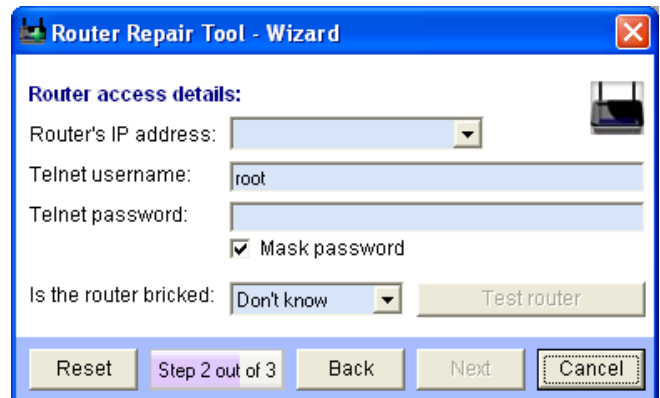 Router Repair Tool - Wizard
Router access details:
Router's IP address:
Telnet username: root
Telnet password:
Mask password
Is the router bricked: Don't know Test router
Reset Step 2 out of 3 Back Next Cancel